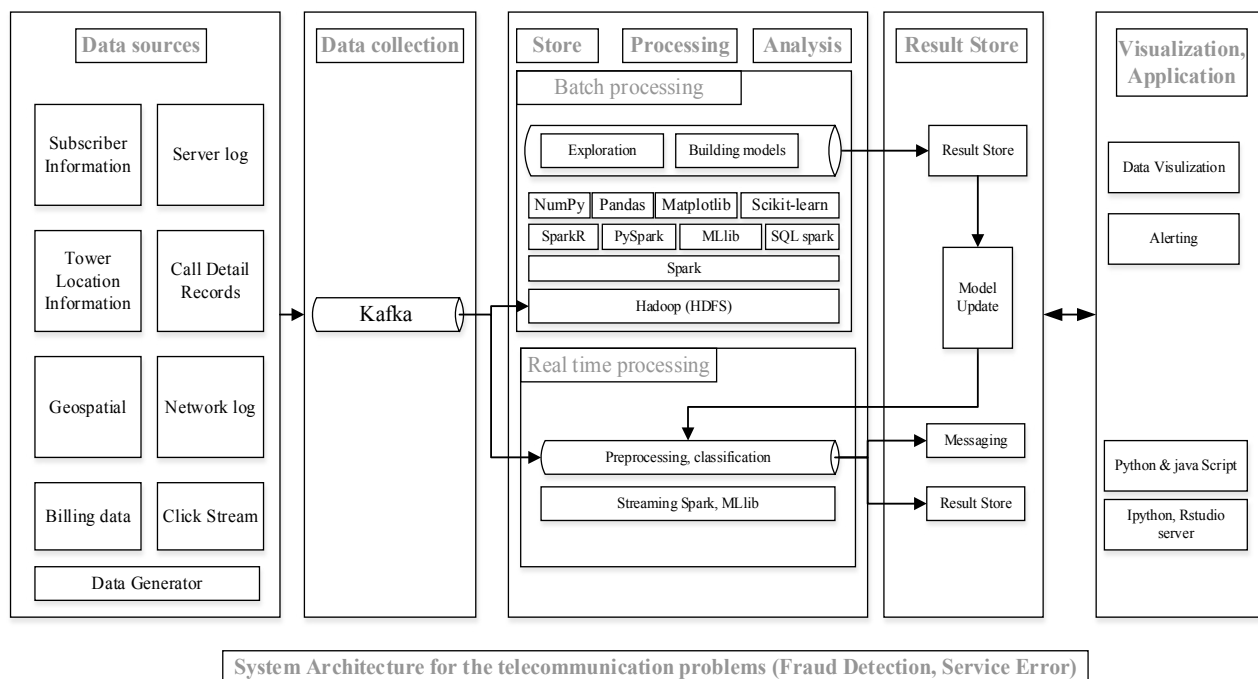 Data sources
Subscriber
Information
Server log
Tower
Location
Information
Call Detail
Records
Geospatial
Network log
Billing data
Click Stream
Data Generator
Data collection
Kafka
Store
Processing
Analysis
Batch processing
Exploration
Building models
NumPy
Pandas
Matplotlib
Scikit-learn
SparkR
PySpark
MLlib
SQL spark
Spark
Hadoop (HDFS)
Real time processing
Preprocessing, classification
Streaming Spark, MLlib
Result Store
Result Store
Model
Update
Messaging
Result Store
Visualization,
Application
Data Visulization
Alerting
Python & java Script
Ipython, Rstudio
server
System Architecture for the telecommunication problems (Fraud Detection, Service Error)